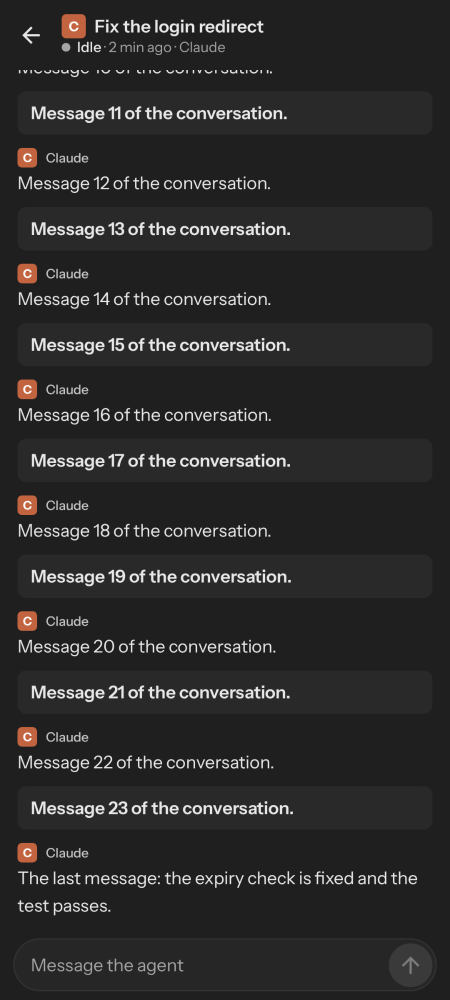 C Fix the login redirect
Idle · 2 min ago · Claude
Message 11 of the conversation.
C Claude
Message 12 of the conversation.
Message 13 of the conversation.
C Claude
Message 14 of the conversation.
Message 15 of the conversation.
C Claude
Message 16 of the conversation.
Message 17 of the conversation.
C Claude
Message 18 of the conversation.
Message 19 of the conversation.
C Claude
Message 20 of the conversation.
Message 21 of the conversation.
C Claude
Message 22 of the conversation.
Message 23 of the conversation.
C Claude
The last message: the expiry check is fixed and the
test passes.
Message the agent